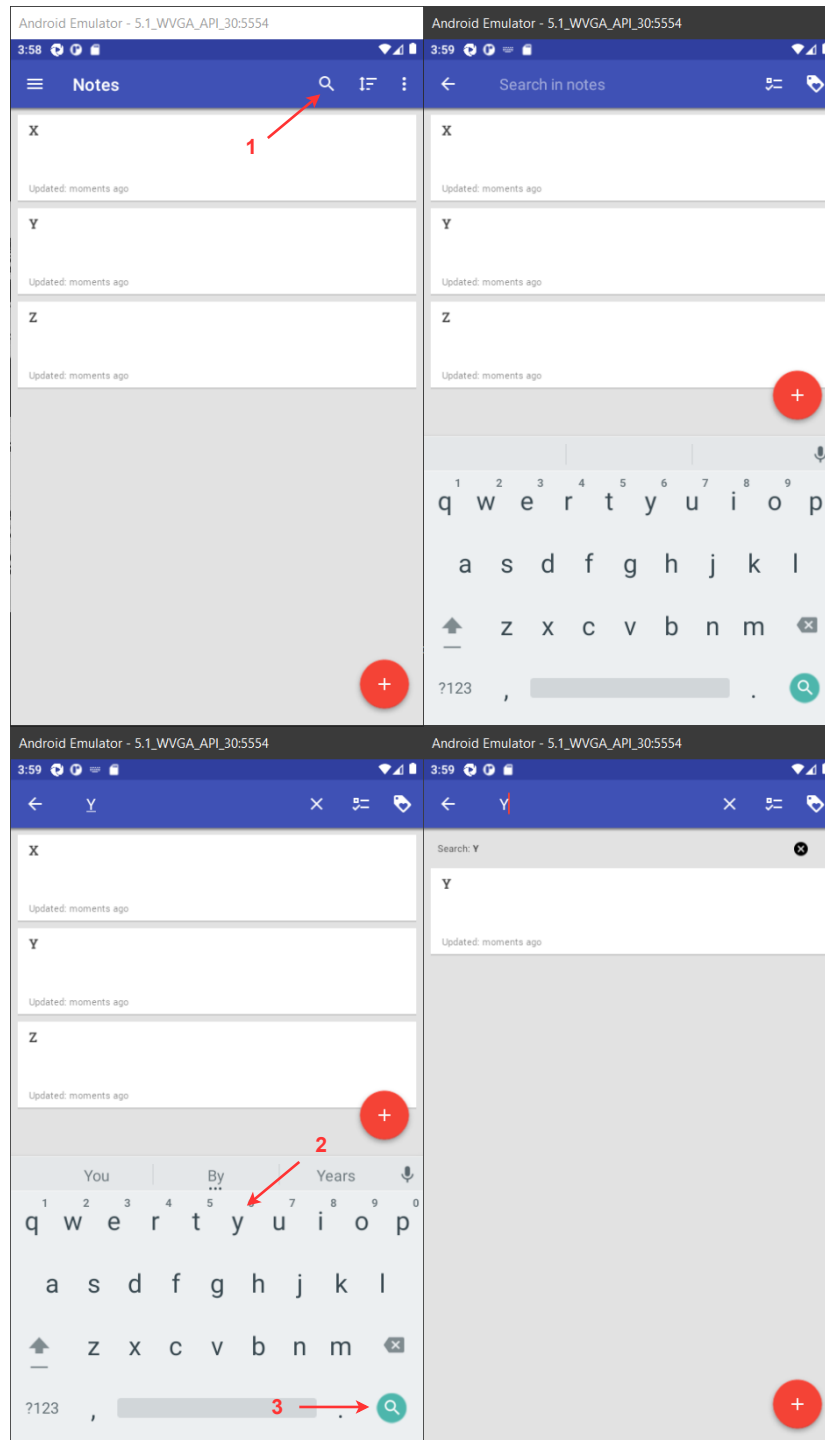 Android Emulator - 5.1_WVGA_API_30:5554
3:58
Notes
1
X
Updated: moments ago
Y
Updated: moments ago
Z
Updated: moments ago
+
Android Emulator - 5.1_WVGA_API_30:5554
3:59
Search in notes
X
Updated: moments ago
Y
Updated: moments ago
Z
Updated: moments ago
+
1 2 3 4 5 6 7 8 9
q w e r t y u i o p
a s d f g h j k l
z x c v b n m
?123 , .
Android Emulator - 5.1_WVGA_API_30:5554
3:59
Y
X
Updated: moments ago
Y
Updated: moments ago
Z
Updated: moments ago
+
2
You By Years
1 2 3 4 5 7 8 9 0
q w e r t y u i o p
a s d f g h j k l
z x c v b n m
?123 , 3 .
Android Emulator - 5.1_WVGA_API_30:5554
3:59
Y
Search: Y
Y
Updated: moments ago
+